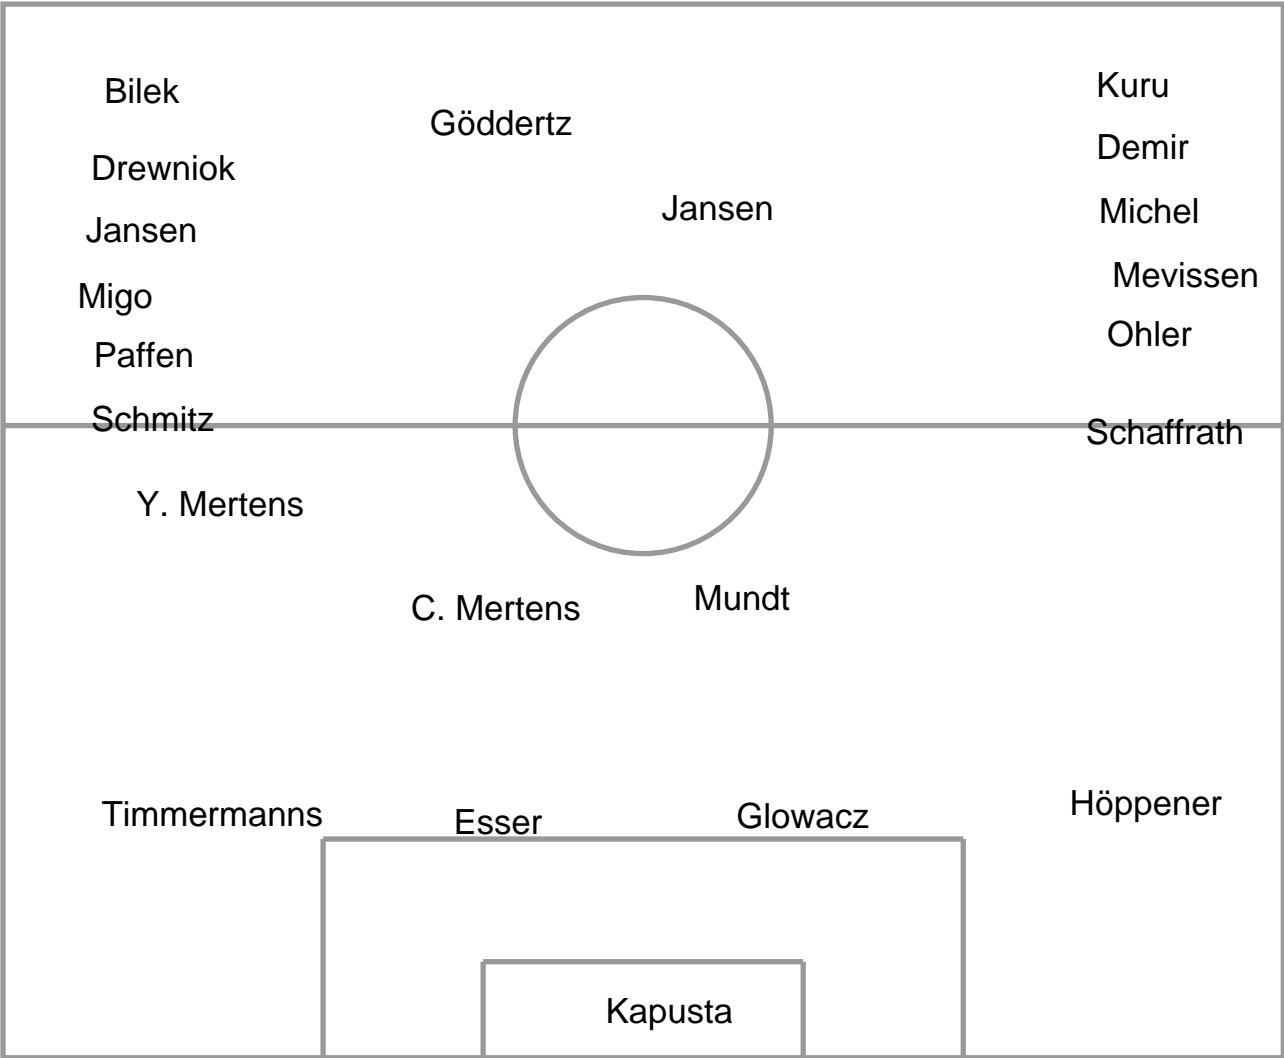 Bilek
Kuru
Göddertz
Demir
Drewniok
Jansen
Michel
Jansen
Mevissen
Migo
Ohler
Paffen
Schmitz
Schaffrath
Y. Mertens
Mundt
C. Mertens
Höppener
Timmermanns
Glowacz
Esser
Kapusta